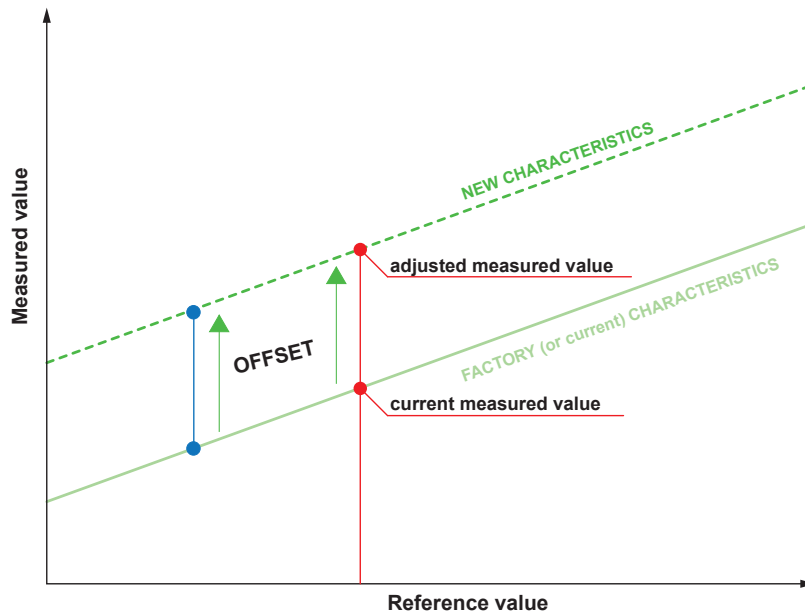 NEW CHARACTERISTICS
Measured value
adjusted measured value
FACTORY (or current) CHARACTERISTICS
OFFSET
current measured value
Reference value